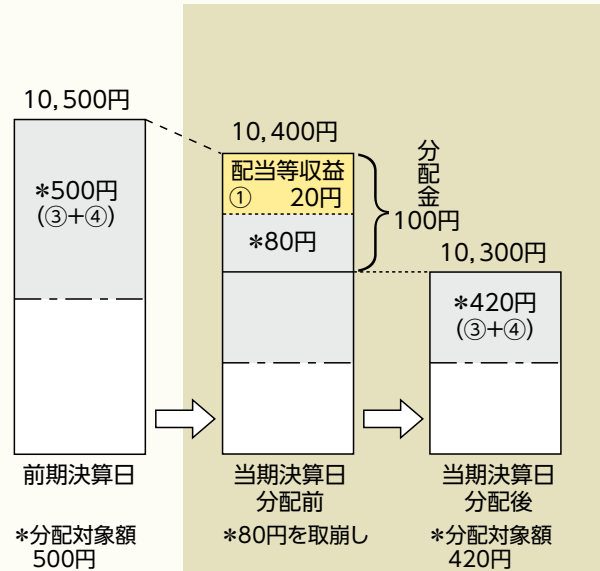 10,500円
*500円
(③+④)
前期決算日
*分配対象額
500円
10,400円
配当等収益
① 20円
*80円
分配金
100円
当期決算日
分配前
*80円を取崩し
10,300円
*420円
(③+④)
当期決算日
分配後
*分配対象額
420円